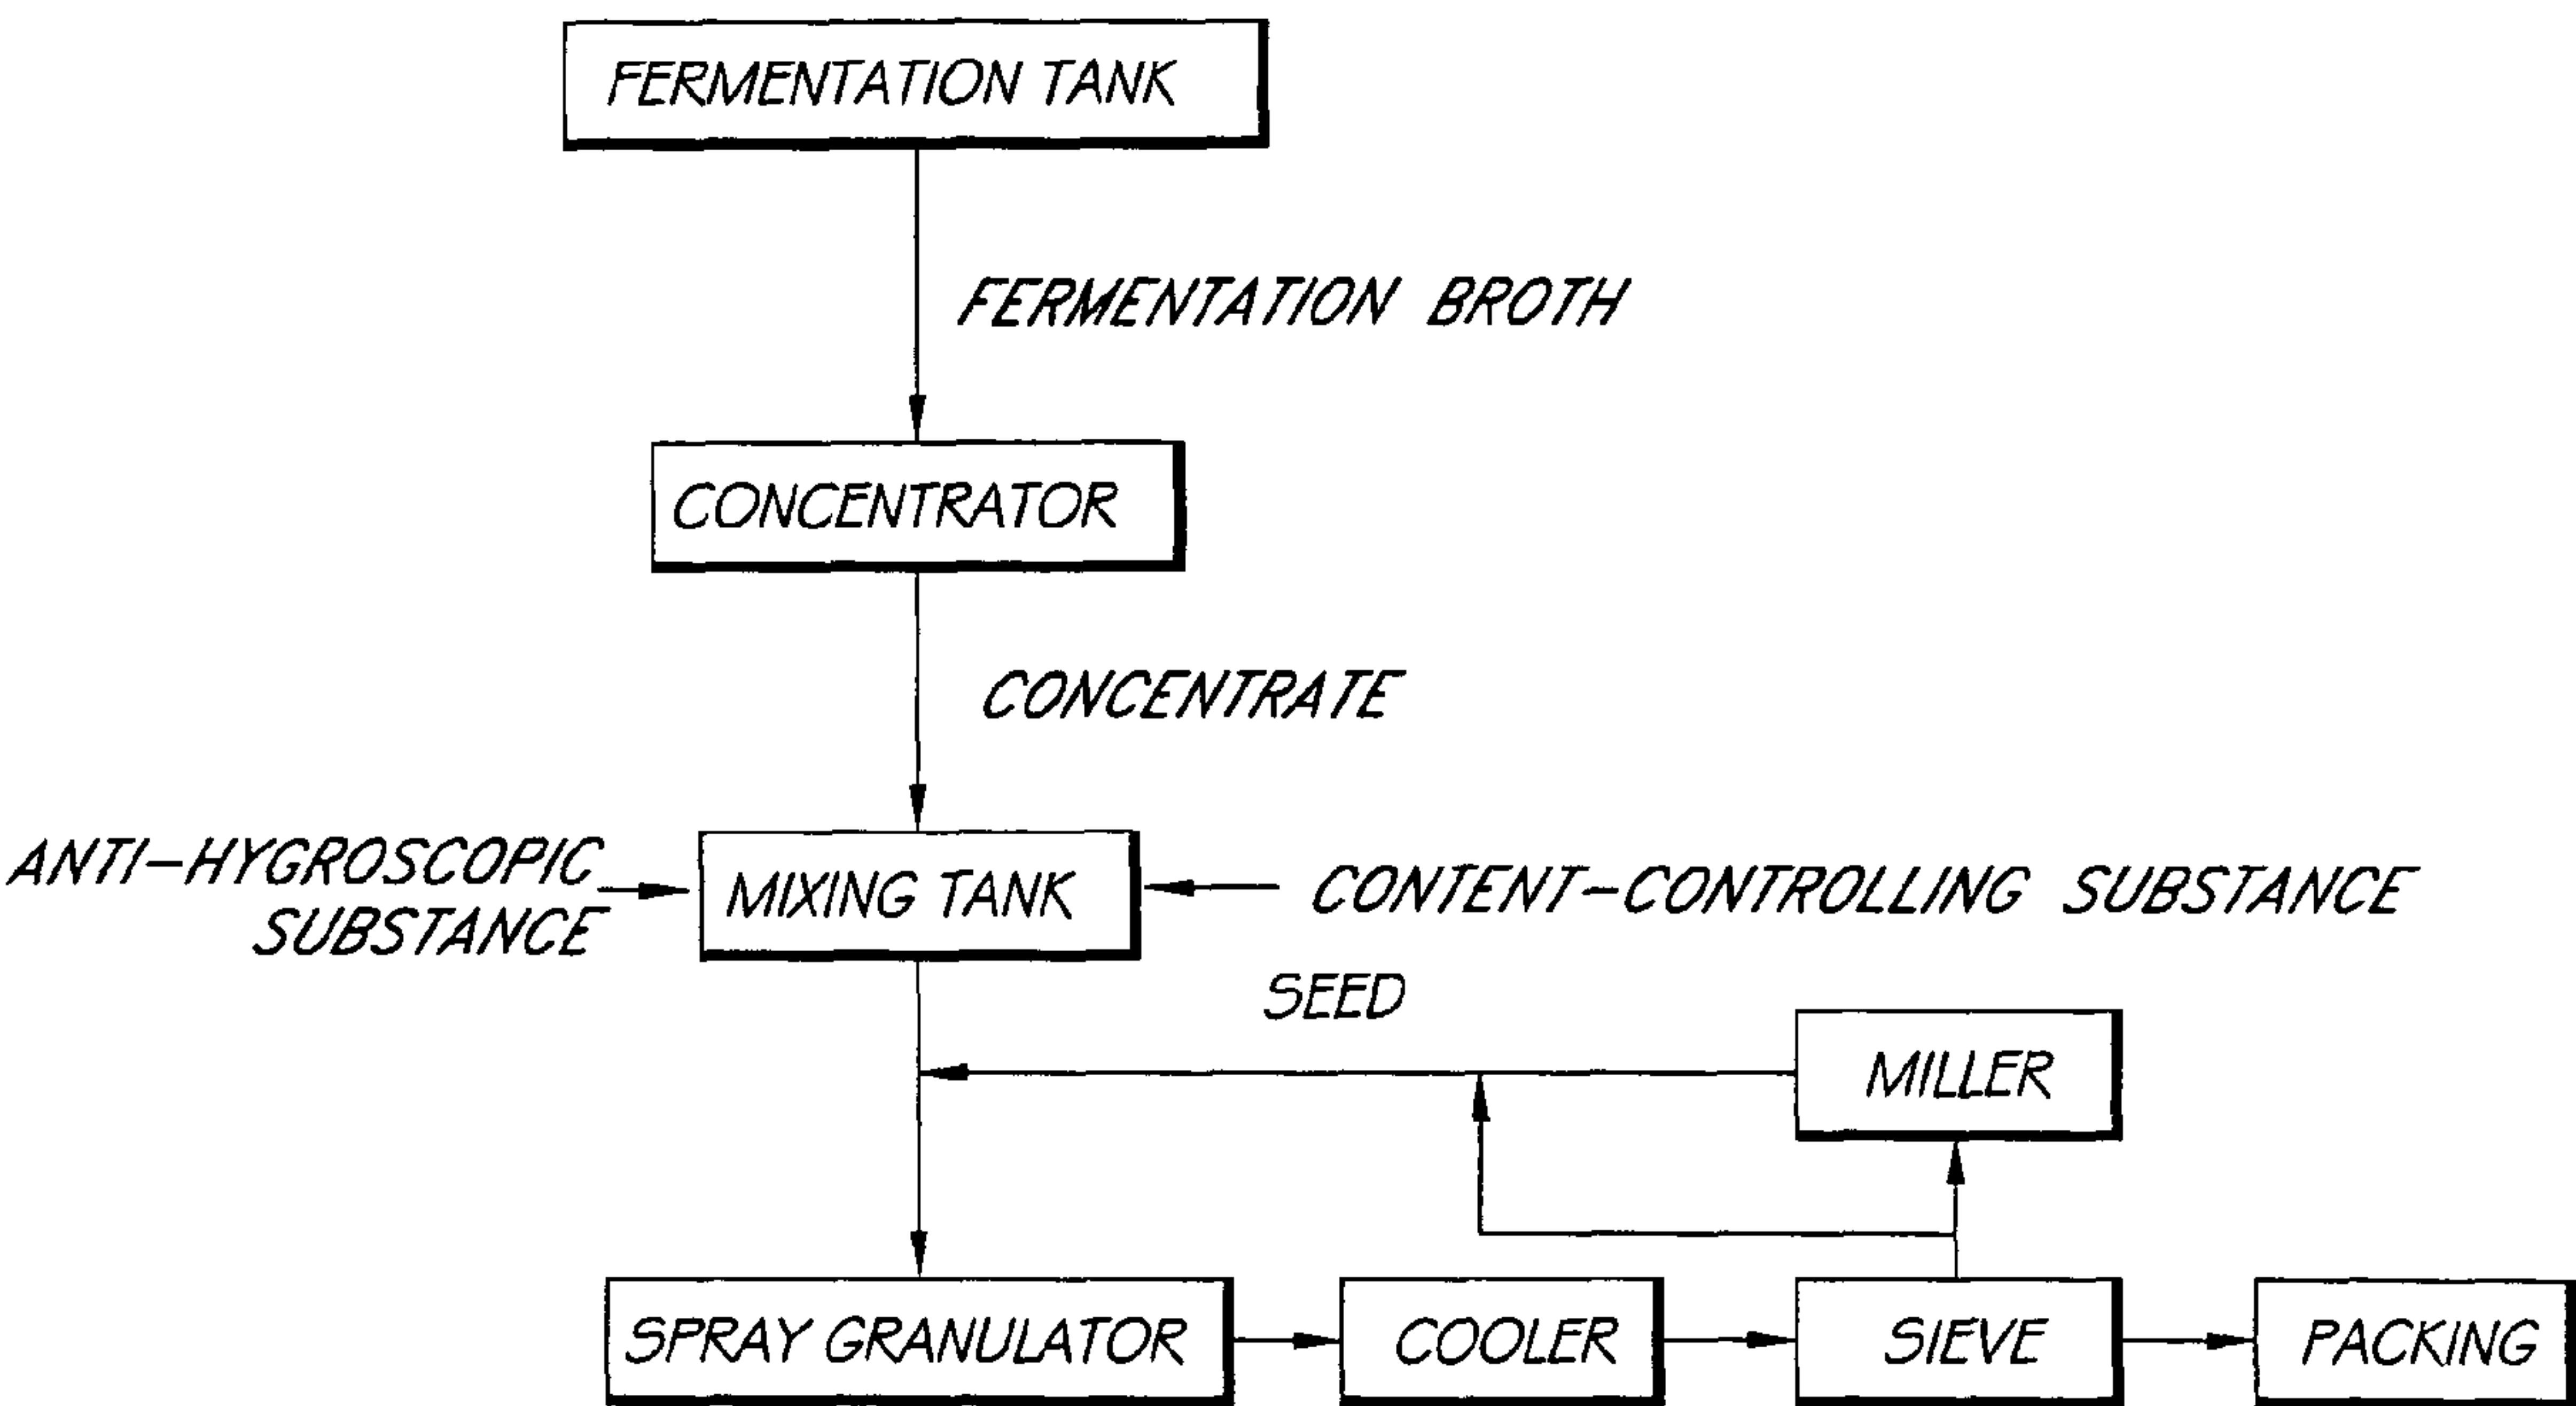 FERMENTATION TANK
FERMENTATION BROTH
CONCENTRATOR
CONCENTRATE
ANTI-HYGROSCOPIC
SUBSTANCE
MIXING TANK
CONTENT-CONTROLLING SUBSTANCE
SEED
MILLER
SPRAY GRANULATOR
COOLER
SIEVE
PACKING